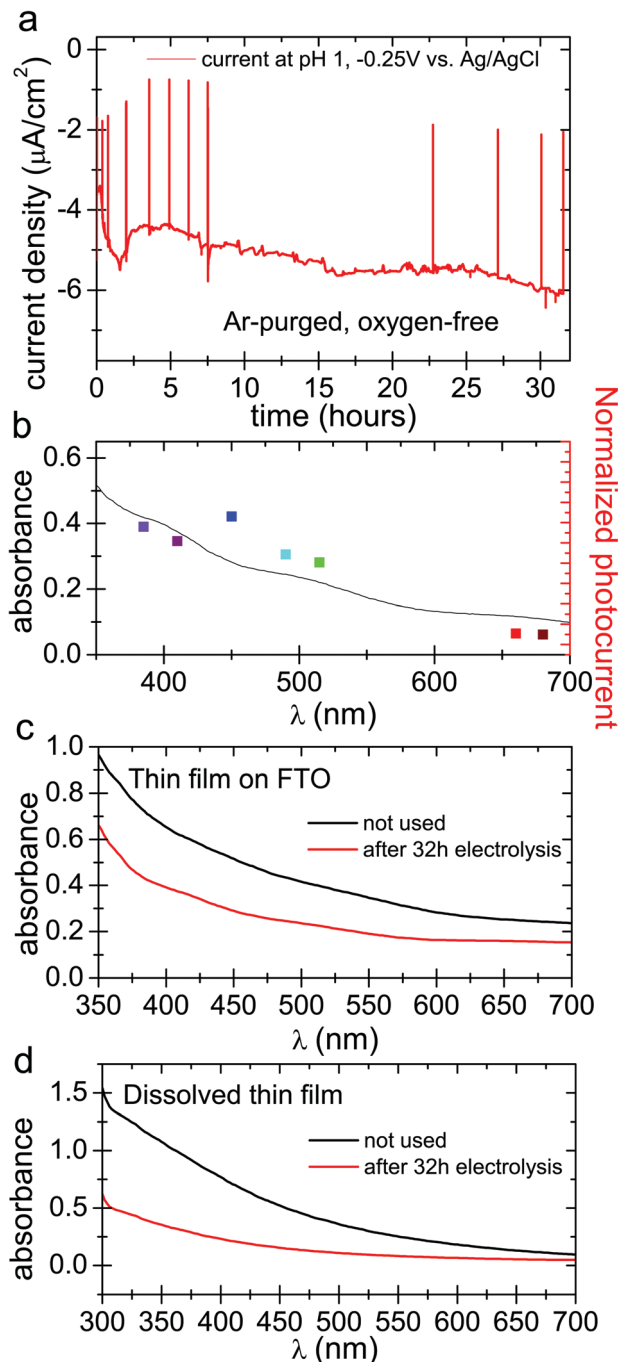 a
current at pH 1, -0.25V vs. Ag/AgCl
0
-2
-4
-6
current density (μA/cm²)
Ar-purged, oxygen-free
0 5 10 15 20 25 30
time (hours)
b
0.6
0.4
0.2
0.0
absorbance
Normalized photocurrent
400 500 600 700
λ (nm)
c
1.0
0.8
0.6
0.4
0.2
0.0
absorbance
Thin film on FTO
not used
after 32h electrolysis
350 400 450 500 550 600 650 700
λ (nm)
d
1.5
1.0
0.5
0.0
absorbance
Dissolved thin film
not used
after 32h electrolysis
300 350 400 450 500 550 600 650 700
λ (nm)